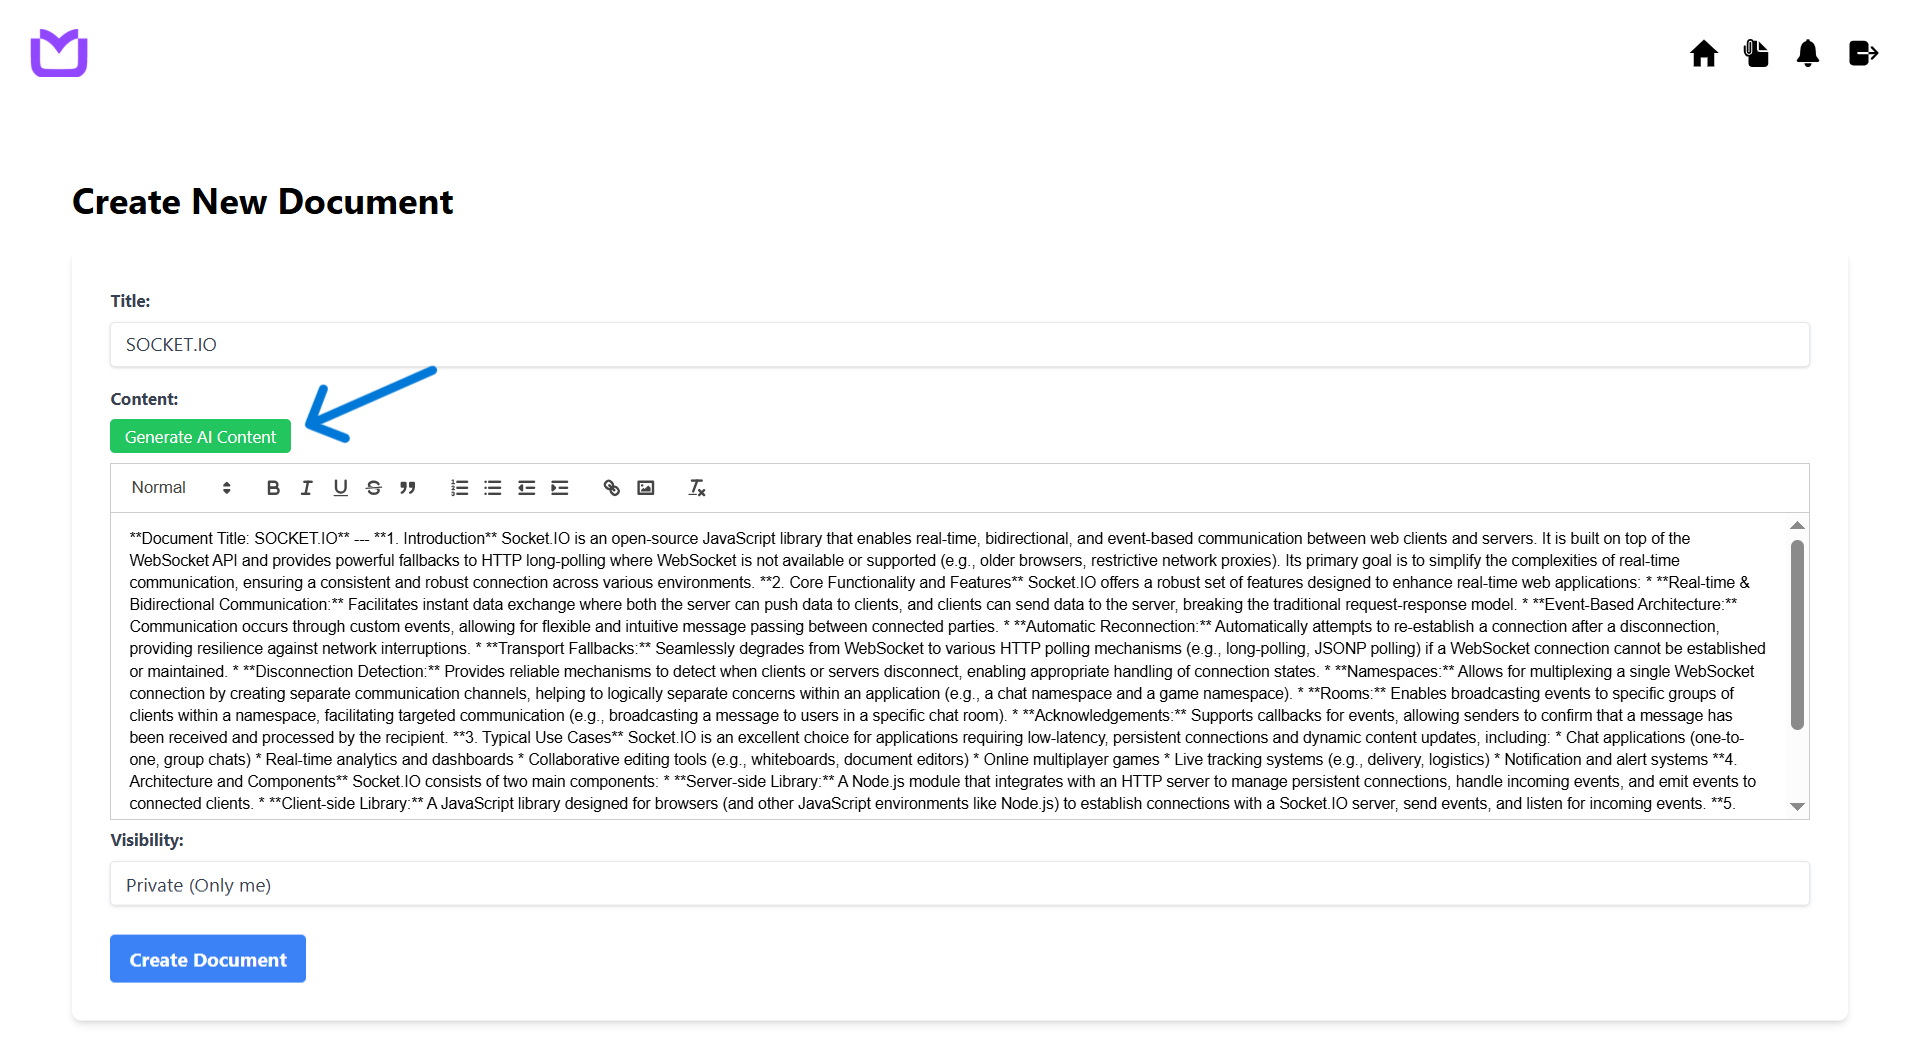 Create New Document
Title:
SOCKET.IO
Content:
Generate AI Content
Normal
**Document Title: SOCKET.IO** --- **1. Introduction** Socket.IO is an open-source JavaScript library that enables real-time, bidirectional, and event-based communication between web clients and servers. It is built on top of the
WebSocket API and provides powerful fallbacks to HTTP long-polling where WebSocket is not available or supported (e.g., older browsers, restrictive network proxies). Its primary goal is to simplify the complexities of real-time
communication, ensuring a consistent and robust connection across various environments. **2. Core Functionality and Features** Socket.IO offers a robust set of features designed to enhance real-time web applications: * **Real-time &
Bidirectional Communication:** Facilitates instant data exchange where both the server can push data to clients, and clients can send data to the server, breaking the traditional request-response model. * **Event-Based Architecture:**
Communication occurs through custom events, allowing for flexible and intuitive message passing between connected parties. * **Automatic Reconnection:** Automatically attempts to re-establish a connection after a disconnection,
providing resilience against network interruptions. * **Transport Fallbacks:** Seamlessly degrades from WebSocket to various HTTP polling mechanisms (e.g., long-polling, JSONP polling) if a WebSocket connection cannot be established
or maintained. * **Disconnection Detection:** Provides reliable mechanisms to detect when clients or servers disconnect, enabling appropriate handling of connection states. * **Namespaces:** Allows for multiplexing a single WebSocket
connection by creating separate communication channels, helping to logically separate concerns within an application (e.g., a chat namespace and a game namespace). * **Rooms:** Enables broadcasting events to specific groups of
clients within a namespace, facilitating targeted communication (e.g., broadcasting a message to users in a specific chat room). * **Acknowledgements:** Supports callbacks for events, allowing senders to confirm that a message has
been received and processed by the recipient. **3. Typical Use Cases** Socket.IO is an excellent choice for applications requiring low-latency, persistent connections and dynamic content updates, including: * Chat applications (one-to-
one, group chats) * Real-time analytics and dashboards * Collaborative editing tools (e.g., whiteboards, document editors) * Online multiplayer games * Live tracking systems (e.g., delivery, logistics) * Notification and alert systems **4.
Architecture and Components** Socket.IO consists of two main components: * **Server-side Library:** A Node.js module that integrates with an HTTP server to manage persistent connections, handle incoming events, and emit events to
connected clients. * **Client-side Library:** A JavaScript library designed for browsers (and other JavaScript environments like Node.js) to establish connections with a Socket.IO server, send events, and listen for incoming events. **5.
Visibility:
Private (Only me)
Create Document